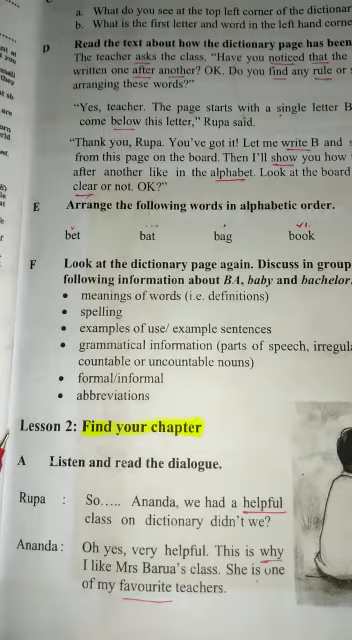 a. What do you see at the top left corner of the dictionar
b. What is the first letter and word in the left hand corne
D Read the text about how the dictionary page has been
The teacher asks the class, "Have you noticed that the
written one after another? OK. Do you find any rule or s
arranging these words?"
"Yes, teacher. The page starts with a single letter B
come below this letter," Rupa said.
"Thank you, Rupa. You've got it! Let me write B and s
from this page on the board. Then I'll show you how
after another like in the alphabet. Look at the board
clear or not. OK?"
E Arrange the following words in alphabetic order.
bet bat bag book
F Look at the dictionary page again. Discuss in group
following information about BA, baby and bachelor.
• meanings of words (i.e. definitions)
• spelling
• examples of use/ example sentences
• grammatical information (parts of speech, irregula
countable or uncountable nouns)
• formal/informal
• abbreviations
Lesson 2: Find your chapter
A Listen and read the dialogue.
Rupa : So..... Ananda, we had a helpful
class on dictionary didn't we?
Ananda : Oh yes, very helpful. This is why
I like Mrs Barua's class. She is one
of my favourite teachers.